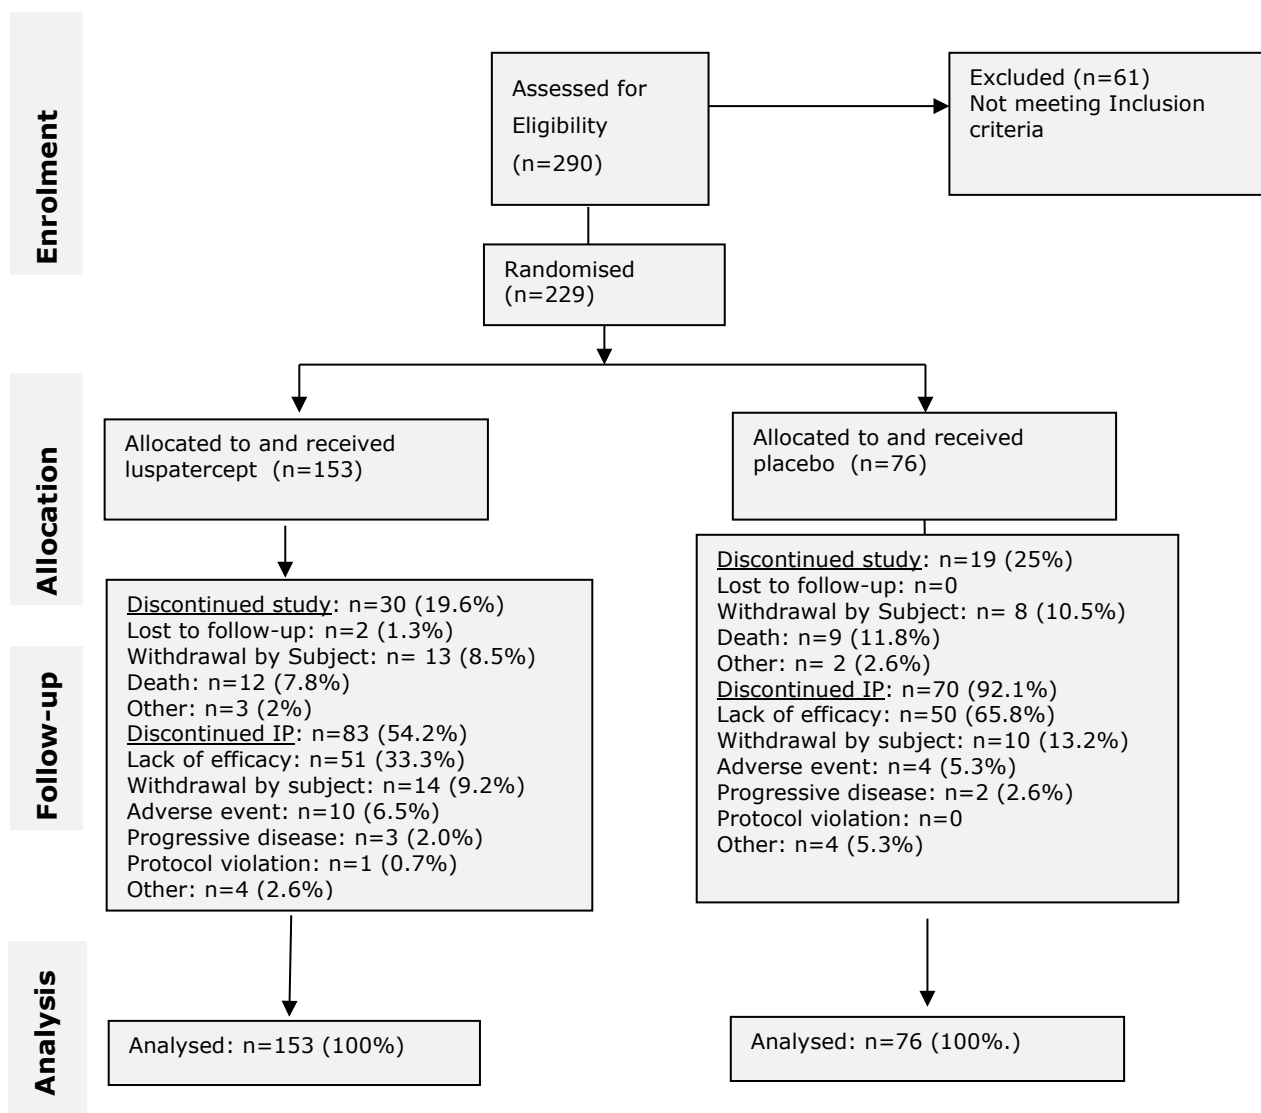 Enrolment
Assessed for
Eligibility
(n=290)
Excluded (n=61)
Not meeting Inclusion
criteria
Randomised
(n=229)
Allocation
Allocated to and received
luspatercept  (n=153)
Allocated to and received
placebo  (n=76)
Follow-up
Discontinued study: n=30 (19.6%)
Lost to follow-up: n=2 (1.3%)
Withdrawal by Subject: n= 13 (8.5%)
Death: n=12 (7.8%)
Other: n=3 (2%)
Discontinued IP: n=83 (54.2%)
Lack of efficacy: n=51 (33.3%)
Withdrawal by subject: n=14 (9.2%)
Adverse event: n=10 (6.5%)
Progressive disease: n=3 (2.0%)
Protocol violation: n=1 (0.7%)
Other: n=4 (2.6%)
Discontinued study: n=19 (25%)
Lost to follow-up: n=0
Withdrawal by Subject: n= 8 (10.5%)
Death: n=9 (11.8%)
Other: n= 2 (2.6%)
Discontinued IP: n=70 (92.1%)
Lack of efficacy: n=50 (65.8%)
Withdrawal by subject: n=10 (13.2%)
Adverse event: n=4 (5.3%)
Progressive disease: n=2 (2.6%)
Protocol violation: n=0
Other: n=4 (5.3%)
Analysis
Analysed: n=153 (100%)
Analysed: n=76 (100%.)